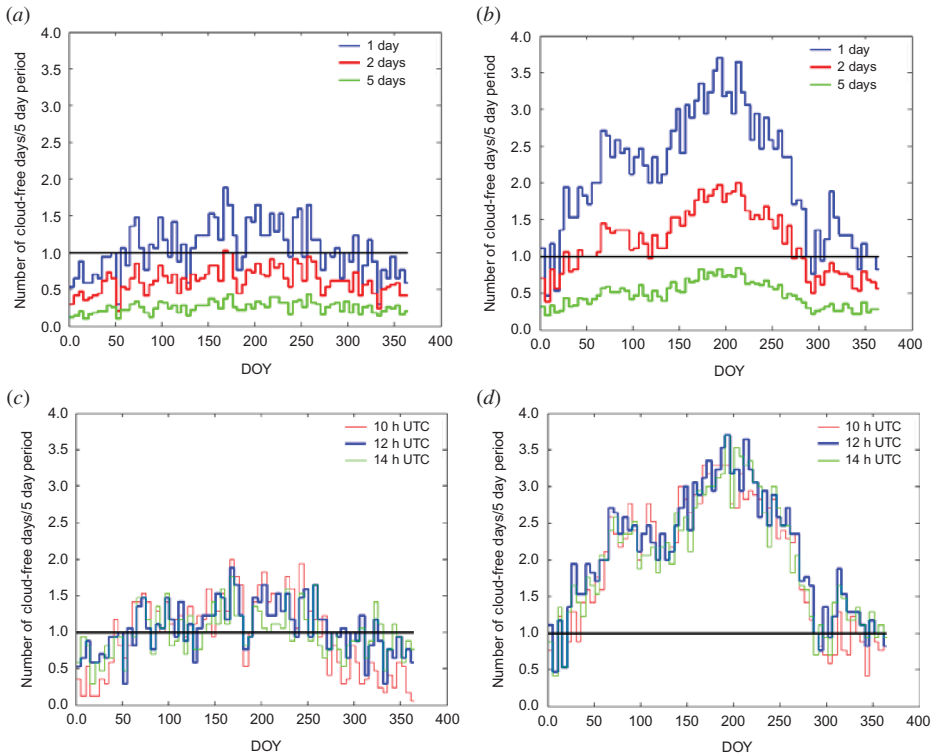 (a)
4.0
3.5
3.0
2.5
2.0
1.5
1.0
0.5
0.0
Number of cloud-free days/5 day period
1 day
2 days
5 days
0.0 50 100 150 200 250 300 350 400
DOY
(b)
4.0
3.5
3.0
2.5
2.0
1.5
1.0
0.5
0.0
Number of cloud-free days/5 day period
1 day
2 days
5 days
0.0 50 100 150 200 250 300 350 400
DOY
(c)
4.0
3.5
3.0
2.5
2.0
1.5
1.0
0.5
0.0
Number of cloud-free days/5 day period
10 h UTC
12 h UTC
14 h UTC
0.0 50 100 150 200 250 300 350 400
DOY
(d)
4.0
3.5
3.0
2.5
2.0
1.5
1.0
0.5
0.0
Number of cloud-free days/5 day period
10 h UTC
12 h UTC
14 h UTC
0.0 50 100 150 200 250 300 350 400
DOY